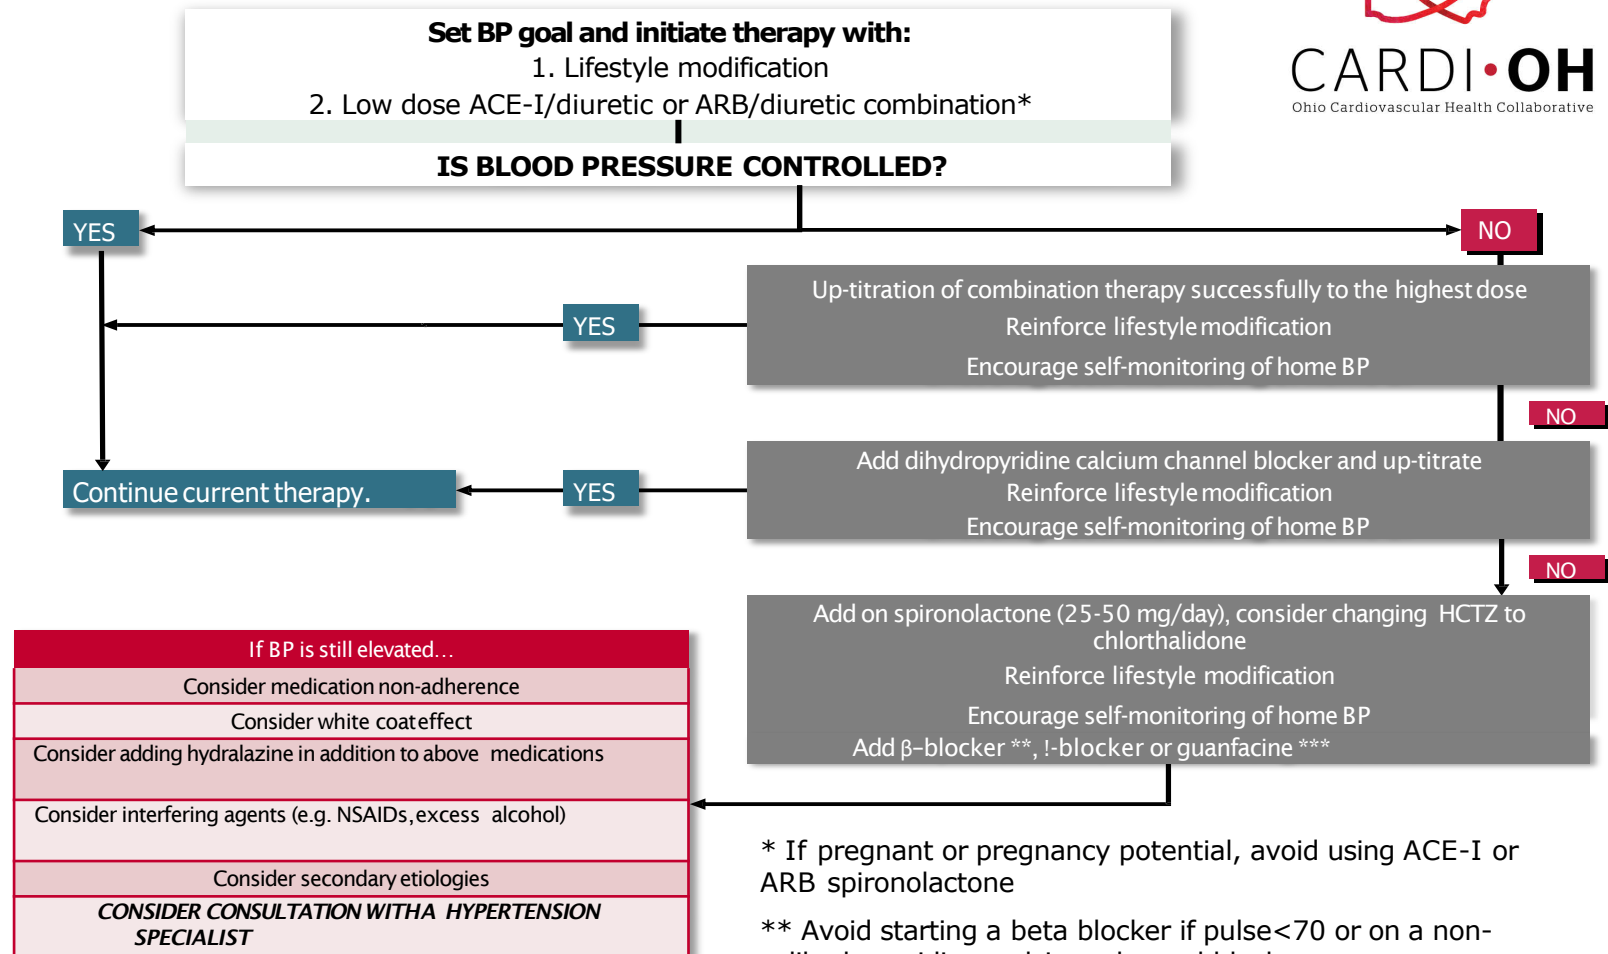 Set BP goal and initiate therapy with:
1. Lifestyle modification
2. Low dose ACE-I/diuretic or ARB/diuretic combination*
CARDI•OH
Ohio Cardiovascular Health Collaborative
IS BLOOD PRESSURE CONTROLLED?
YES
NO
Up-titration of combination therapy successfully to the highest dose
Reinforce lifestyle modification
Encourage self-monitoring of home BP
YES
NO
Add dihydropyridine calcium channel blocker and up-titrate
Reinforce lifestyle modification
Encourage self-monitoring of home BP
YES
Continue current therapy.
NO
Add on spironolactone (25-50 mg/day), consider changing HCTZ to
chlorthalidone
Reinforce lifestyle modification
Encourage self-monitoring of home BP
Add β-blocker **, !-blocker or guanfacine ***
If BP is still elevated...
Consider medication non-adherence
Consider white coat effect
Consider adding hydralazine in addition to above medications
Consider interfering agents (e.g. NSAIDs, excess alcohol)
Consider secondary etiologies
CONSIDER CONSULTATION WITH A HYPERTENSION
SPECIALIST
* If pregnant or pregnancy potential, avoid using ACE-I or
ARB spironolactone
** Avoid starting a beta blocker if pulse<70 or on a non-